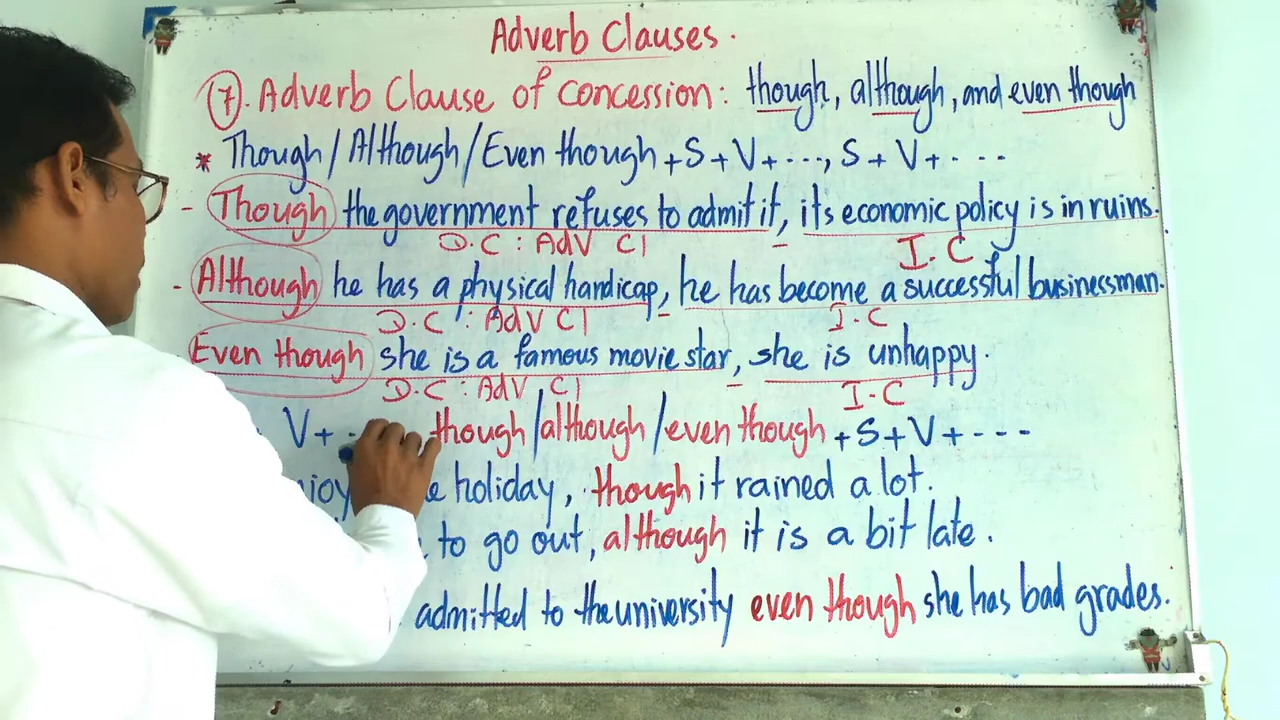 Adverb Clauses.
7. Adverb Clause of concession: though, although, and even though
* Though/Although/Even though + S + V + ..., S + V + ....
- Though the government refuses to admit it, its economic policy is in ruins.
D.C : Adv Cl I.C
- Although he has a physical handicap, he has become a successful businessman.
D.C : Adv Cl I.C
Even though she is a famous movie star, she is unhappy.
D.C : Adv Cl I.C
V + though/although/even though + S + V + ---
holiday, though it rained a lot.
to go out, although it is a bit late.
admitted to the university even though she has bad grades.